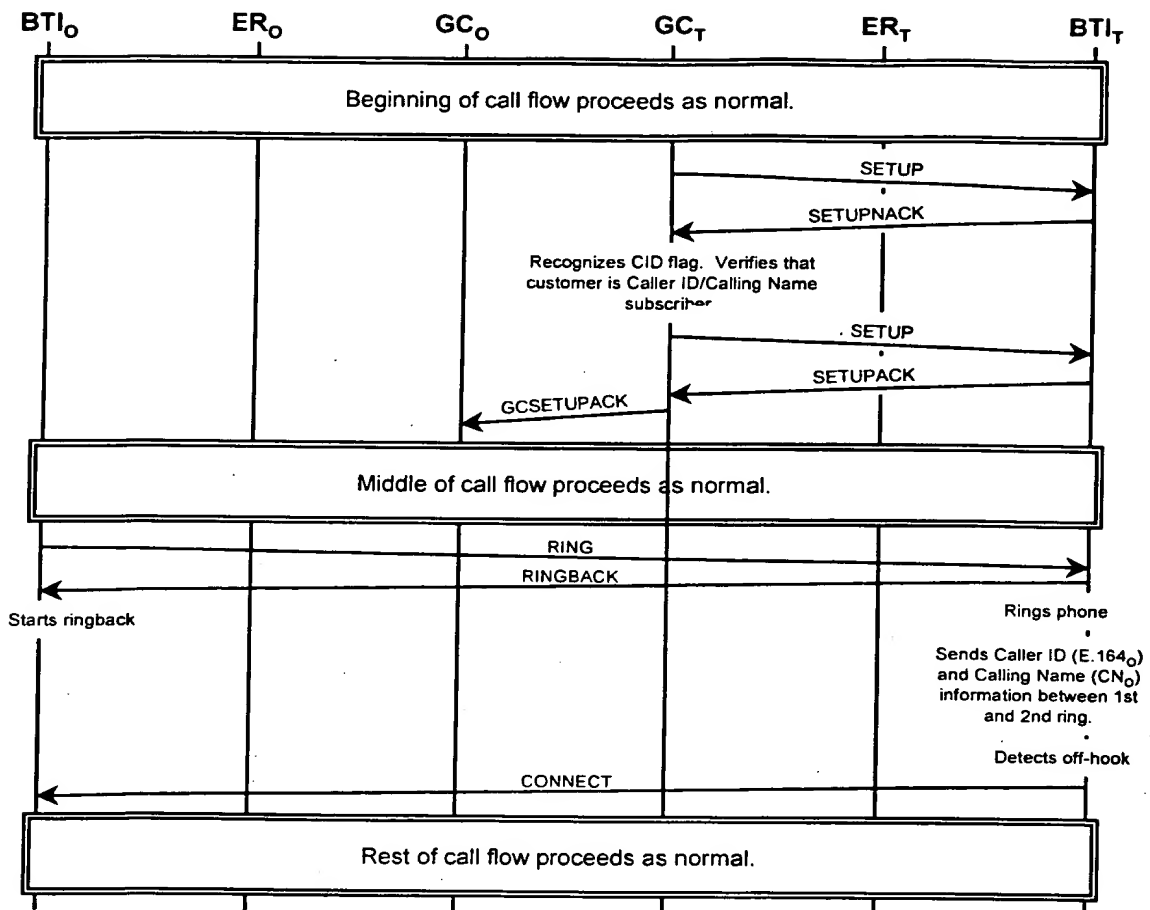 BTIO ERO GCO GCT ERT BTIT
Beginning of call flow proceeds as normal.
SETUP
SETUPNACK
Recognizes CID flag. Verifies that
customer is Caller ID/Calling Name
subscriber
SETUP
SETUPACK
GCSETUPACK
Middle of call flow proceeds as normal.
RING
RINGBACK
Starts ringback
Rings phone
Sends Caller ID (E.164O)
and Calling Name (CNO)
information between 1st
and 2nd ring.
Detects off-hook
CONNECT
Rest of call flow proceeds as normal.